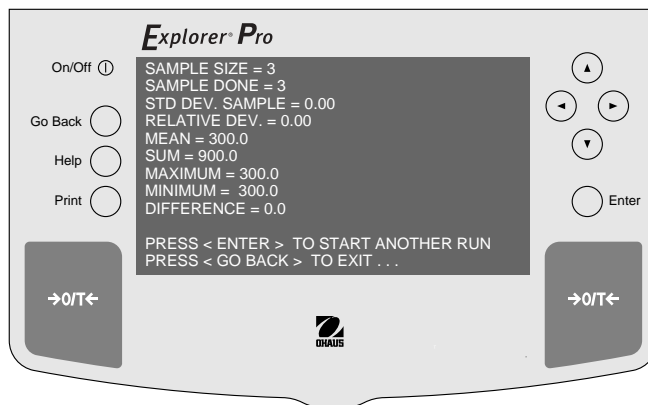 Explorer® Pro
On/Off
Go Back
Help
Print
SAMPLE SIZE = 3
SAMPLE DONE = 3
STD DEV. SAMPLE = 0.00
RELATIVE DEV. = 0.00
MEAN = 300.0
SUM = 900.0
MAXIMUM = 300.0
MINIMUM = 300.0
DIFFERENCE = 0.0
PRESS < ENTER > TO START ANOTHER RUN
PRESS < GO BACK > TO EXIT . . .
Enter
→0/T←
→0/T←
OHAUS